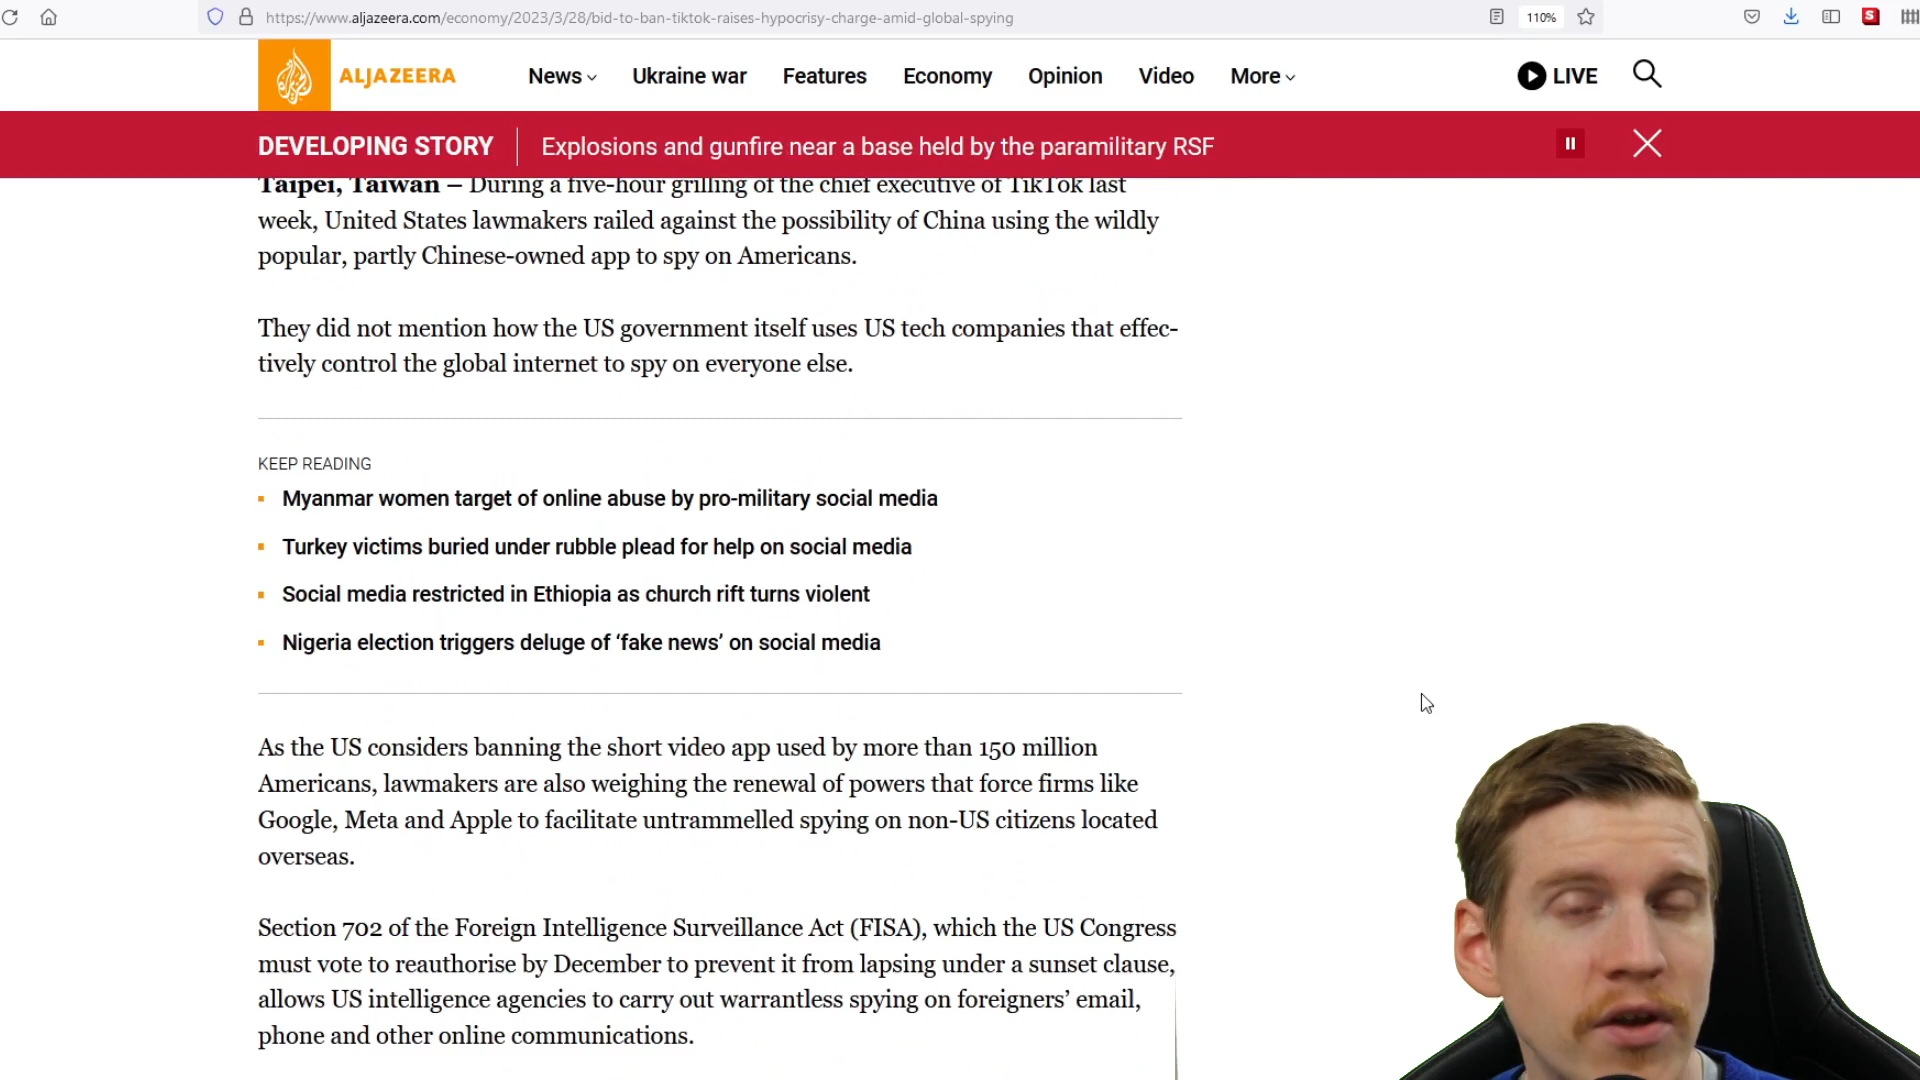 https://www.aljazeera.com/economy/2023/3/28/bid-to-ban-tiktok-raises-hypocrisy-charge-amid-global-spying
110%
S
ALJAZEERA
News
Ukraine war
Features
Economy
Opinion
Video
More
LIVE
DEVELOPING STORY
Explosions and gunfire near a base held by the paramilitary RSF
Taipei, Taiwan – During a five-hour grilling of the chief executive of TikTok last
week, United States lawmakers railed against the possibility of China using the wildly
popular, partly Chinese-owned app to spy on Americans.
They did not mention how the US government itself uses US tech companies that effec-
tively control the global internet to spy on everyone else.
KEEP READING
Myanmar women target of online abuse by pro-military social media
Turkey victims buried under rubble plead for help on social media
Social media restricted in Ethiopia as church rift turns violent
Nigeria election triggers deluge of ‘fake news’ on social media
As the US considers banning the short video app used by more than 150 million
Americans, lawmakers are also weighing the renewal of powers that force firms like
Google, Meta and Apple to facilitate untrammelled spying on non-US citizens located
overseas.
Section 702 of the Foreign Intelligence Surveillance Act (FISA), which the US Congress
must vote to reauthorise by December to prevent it from lapsing under a sunset clause,
allows US intelligence agencies to carry out warrantless spying on foreigners’ email,
phone and other online communications.